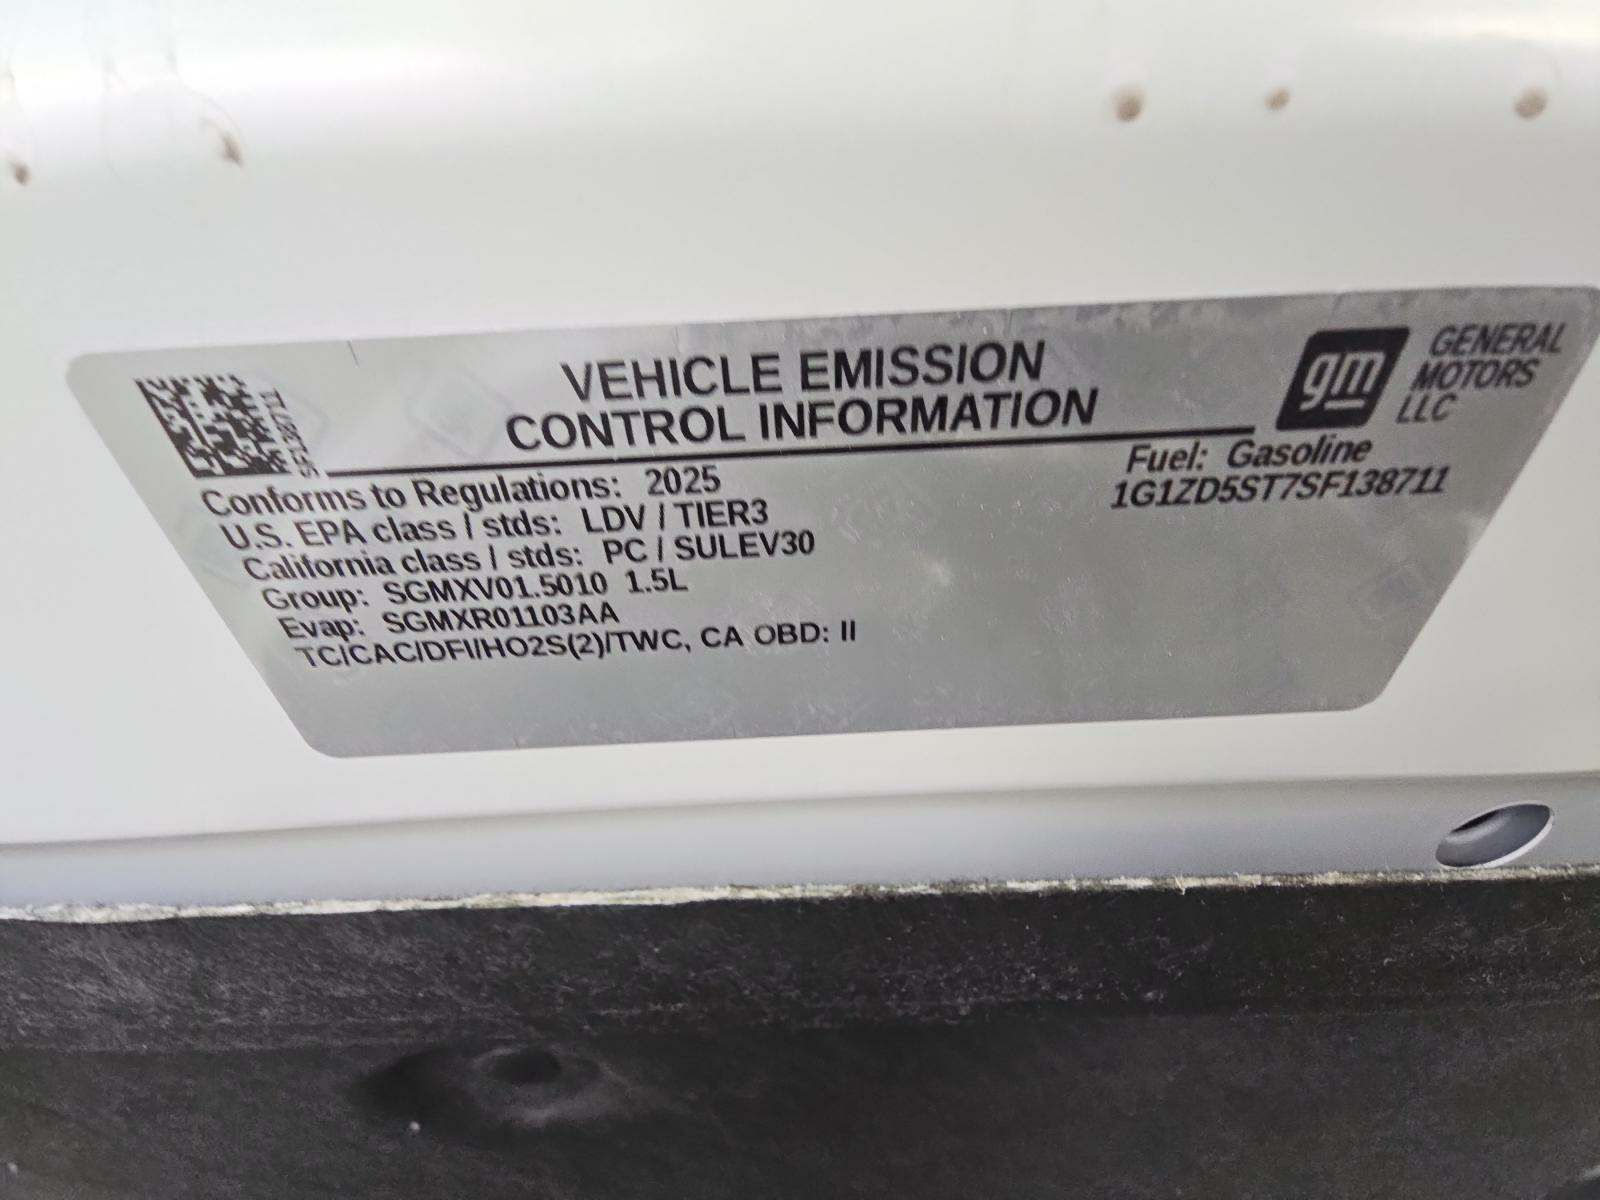 VEHICLE EMISSION
CONTROL INFORMATION
gm
GENERAL
MOTORS
LLC
SF138711
Conforms to Regulations: 2025
U.S. EPA class / stds: LDV / TIER3
California class / stds: PC / SULEV30
Group: SGMXV01.5010 1.5L
Evap: SGMXR01103AA
TC/CAC/DFI/HO2S(2)/TWC, CA OBD: II
Fuel: Gasoline
1G1ZD5ST7SF138711